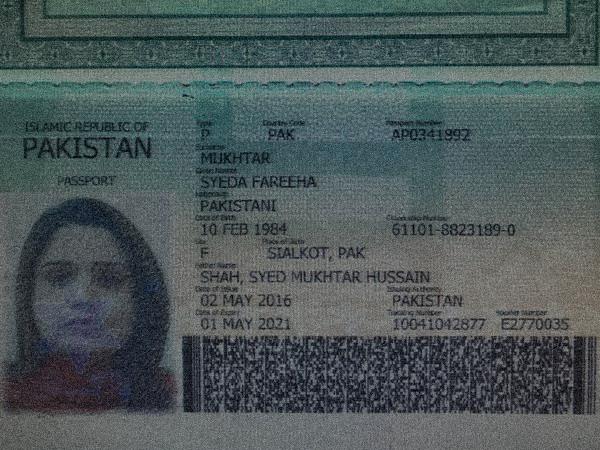 ISLAMIC REPUBLIC OF
PAKISTAN
PASSPORT
Type Country Code Passport Number
P PAK AP0341892
Surname
MUKHTAR
Given Name
SYEDA FAREEHA
Nationality
PAKISTANI
Date of Birth Citizenship Number
10 FEB 1984 61101-8823189-0
Sex Place of Birth
F SIALKOT, PAK
Father Name
SHAH, SYED MUKHTAR HUSSAIN
Date of Issue Issuing Authority
02 MAY 2016 PAKISTAN
Date of Expiry Tracking Number Booklet Number
01 MAY 2021 10041042877 E2770035